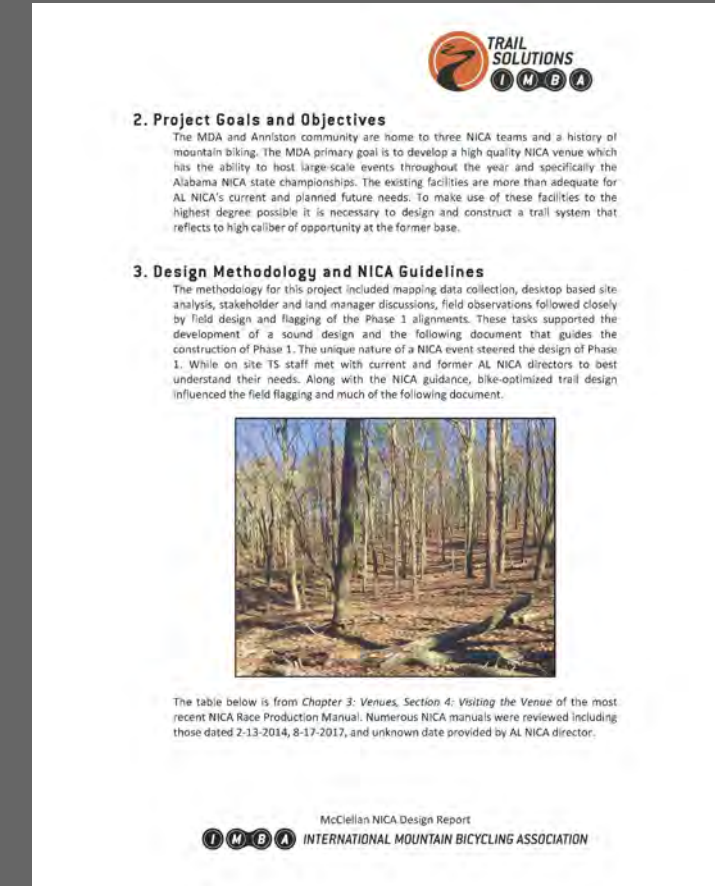 TRAIL
SOLUTIONS
IMBA
2. Project Goals and Objectives
The MDA and Anniston community are home to three NICA teams and a history of
mountain biking. The MDA primary goal is to develop a high quality NICA venue which
has the ability to host large-scale events throughout the year and specifically the
Alabama NICA state championships. The existing facilities are more than adequate for
AL NICA's current and planned future needs. To make use of these facilities to the
highest degree possible it is necessary to design and construct a trail system that
reflects to high caliber of opportunity at the former base.
3. Design Methodology and NICA Guidelines
The methodology for this project included mapping data collection, desktop based site
analysis, stakeholder and land manager discussions, field observations followed closely
by field design and flagging of the Phase 1 alignments. These tasks supported the
development of a sound design and the following document that guides the
construction of Phase 1. The unique nature of a NICA event steered the design of Phase
1. While on site TS staff met with current and former AL NICA directors to best
understand their needs. Along with the NICA guidance, bike-optimized trail design
influenced the field flagging and much of the following document.
The table below is from Chapter 3: Venues, Section 4: Visiting the Venue of the most
recent NICA Race Production Manual. Numerous NICA manuals were reviewed including
those dated 2-13-2014, 8-17-2017, and unknown date provided by AL NICA director.
McClellan NICA Design Report
IMBA INTERNATIONAL MOUNTAIN BICYCLING ASSOCIATION